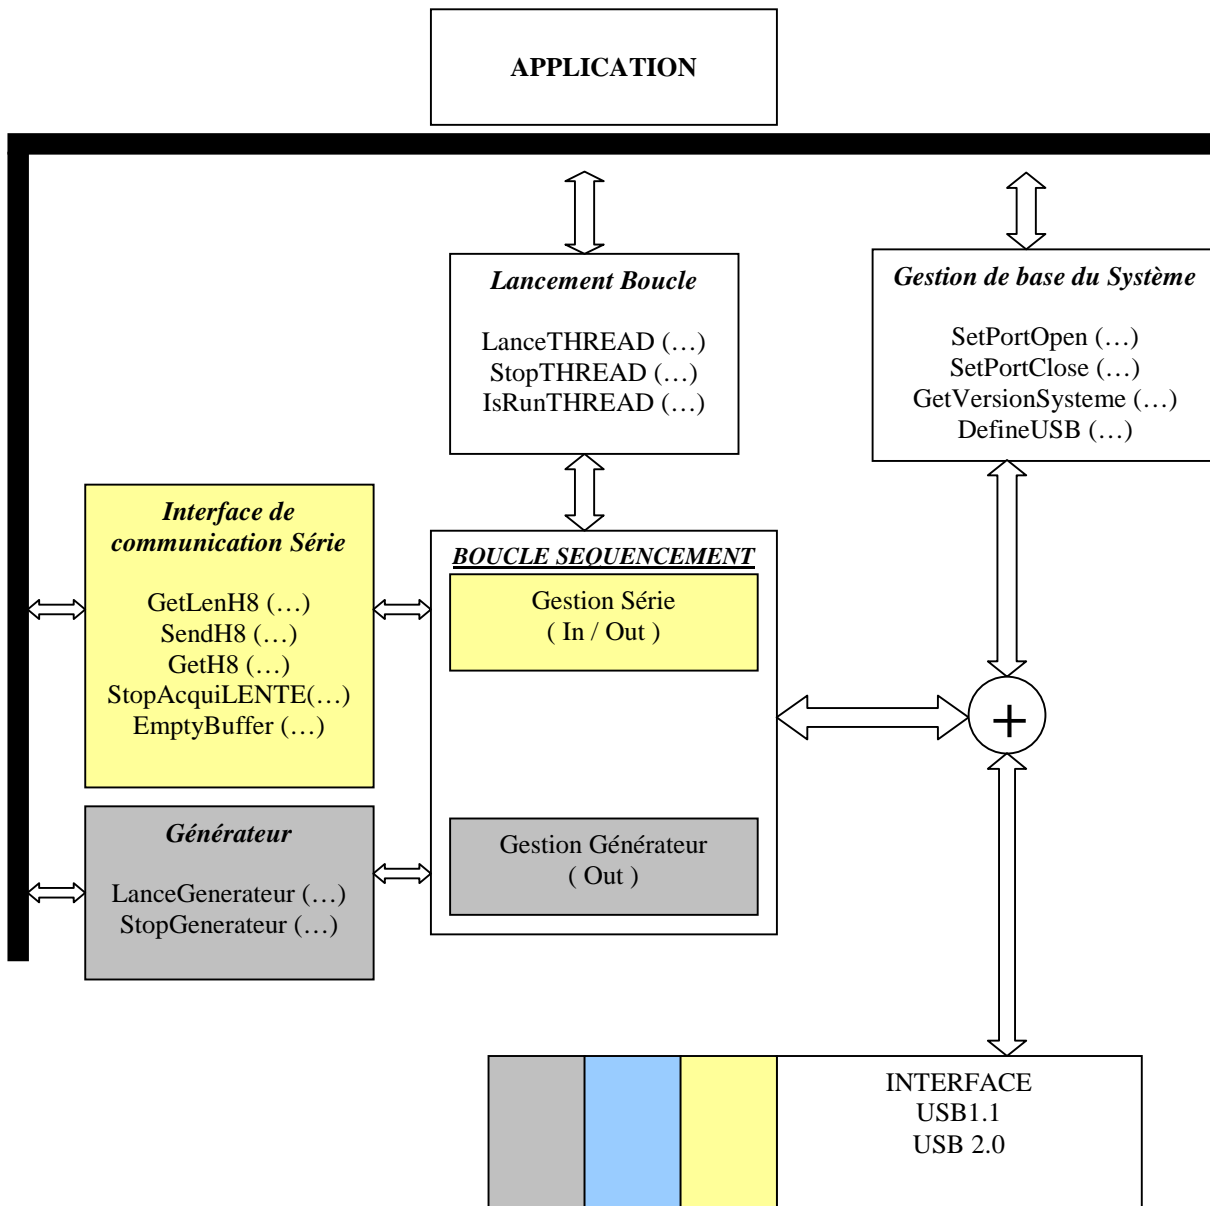 APPLICATION
Lancement Boucle
LanceTHREAD (…)
StopTHREAD (…)
IsRunTHREAD (…)
Gestion de base du Système
SetPortOpen (…)
SetPortClose (…)
GetVersionSysteme (…)
DefineUSB (…)
Interface de
communication Série
GetLenH8 (…)
SendH8 (…)
GetH8 (…)
StopAcquiLENTE(…)
EmptyBuffer (…)
BOUCLE SEQUENCEMENT
Gestion Série
( In / Out )
+
Générateur
LanceGenerateur (…)
StopGenerateur (…)
Gestion Générateur
( Out )
INTERFACE
USB1.1
USB 2.0